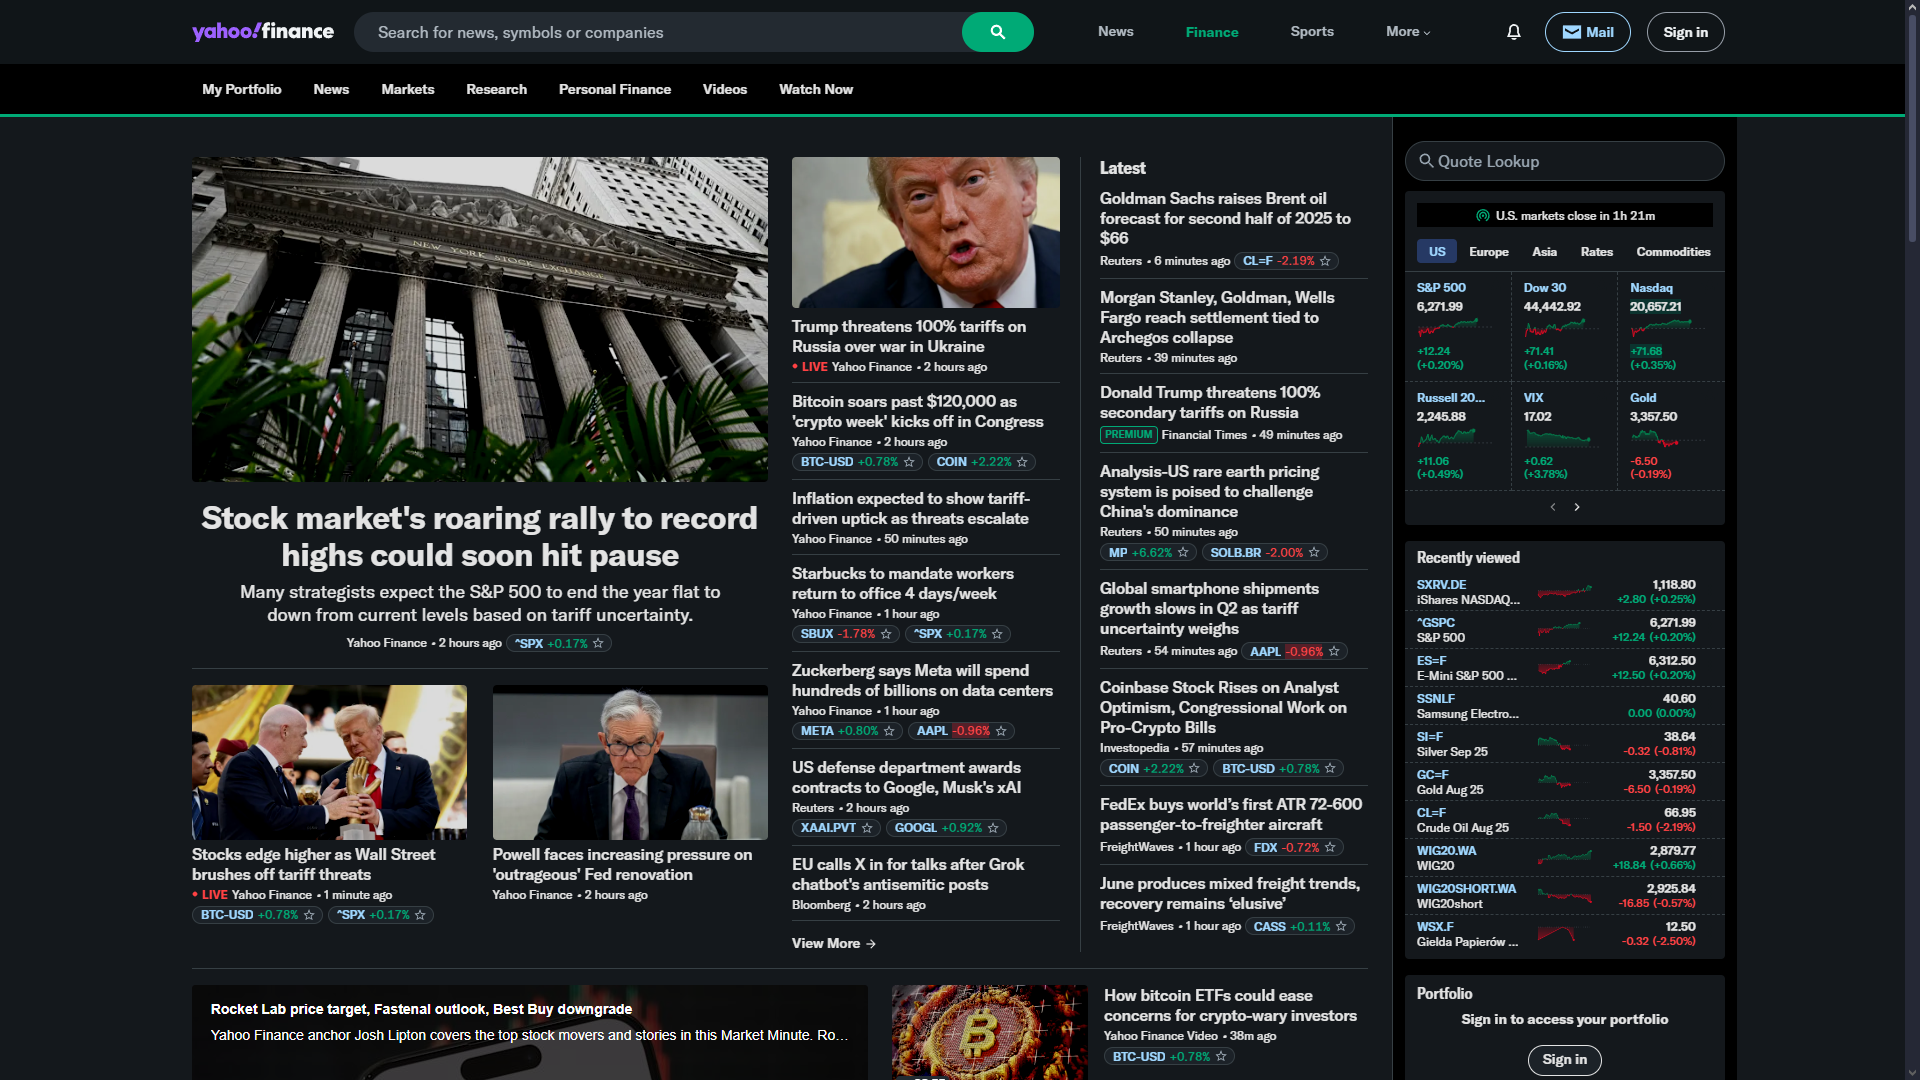 yahoo!finance
Search for news, symbols or companies
News
Finance
Sports
More
Mail
Sign in
My Portfolio
News
Markets
Research
Personal Finance
Videos
Watch Now
NEW YORK STOCK EXCHANGE
Stock market's roaring rally to record
highs could soon hit pause
Many strategists expect the S&P 500 to end the year flat to
down from current levels based on tariff uncertainty.
Yahoo Finance • 2 hours ago ^SPX +0.17%
Stocks edge higher as Wall Street
brushes off tariff threats
• LIVE Yahoo Finance • 1 minute ago
BTC-USD +0.78% ^SPX +0.17%
Powell faces increasing pressure on
'outrageous' Fed renovation
Yahoo Finance • 2 hours ago
Trump threatens 100% tariffs on
Russia over war in Ukraine
• LIVE Yahoo Finance • 2 hours ago
Bitcoin soars past $120,000 as
'crypto week' kicks off in Congress
Yahoo Finance • 2 hours ago
BTC-USD +0.78% COIN +2.22%
Inflation expected to show tariff-
driven uptick as threats escalate
Yahoo Finance • 50 minutes ago
Starbucks to mandate workers
return to office 4 days/week
Yahoo Finance • 1 hour ago
SBUX -1.78% ^SPX +0.17%
Zuckerberg says Meta will spend
hundreds of billions on data centers
Yahoo Finance • 1 hour ago
META +0.80% AAPL -0.96%
US defense department awards
contracts to Google, Musk's xAI
Reuters • 2 hours ago
XAAI.PVT GOOGL +0.92%
EU calls X in for talks after Grok
chatbot's antisemitic posts
Bloomberg • 2 hours ago
View More →
Latest
Goldman Sachs raises Brent oil
forecast for second half of 2025 to
$66
Reuters • 6 minutes ago CL=F -2.19%
Morgan Stanley, Goldman, Wells
Fargo reach settlement tied to
Archegos collapse
Reuters • 39 minutes ago
Donald Trump threatens 100%
secondary tariffs on Russia
PREMIUM Financial Times • 49 minutes ago
Analysis-US rare earth pricing
system is poised to challenge
China's dominance
Reuters • 50 minutes ago
MP +6.62% SOLB.BR -2.00%
Global smartphone shipments
growth slows in Q2 as tariff
uncertainty weighs
Reuters • 54 minutes ago AAPL -0.96%
Coinbase Stock Rises on Analyst
Optimism, Congressional Work on
Pro-Crypto Bills
Investopedia • 57 minutes ago
COIN +2.22% BTC-USD +0.78%
FedEx buys world's first ATR 72-600
passenger-to-freighter aircraft
FreightWaves • 1 hour ago FDX -0.72%
June produces mixed freight trends,
recovery remains ‘elusive’
FreightWaves • 1 hour ago CASS +0.11%
Rocket Lab price target, Fastenal outlook, Best Buy downgrade
Yahoo Finance anchor Josh Lipton covers the top stock movers and stories in this Market Minute. Ro...
How bitcoin ETFs could ease
concerns for crypto-wary investors
Yahoo Finance Video • 38m ago
BTC-USD +0.78%
Quote Lookup
U.S. markets close in 1h 21m
US Europe Asia Rates Commodities
S&P 500 Dow 30 Nasdaq
6,271.99 44,442.92 20,657.21
+12.24 +71.41 +71.68
(+0.20%) (+0.16%) (+0.35%)
Russell 20... VIX Gold
2,245.88 17.02 3,357.50
+11.06 +0.62 -6.50
(+0.49%) (+3.78%) (-0.19%)
Recently viewed
SXRV.DE 1,118.80
iShares NASDAQ... +2.80 (+0.25%)
^GSPC 6,271.99
S&P 500 +12.24 (+0.20%)
ES=F 6,312.50
E-Mini S&P 500 ... +12.50 (+0.20%)
SSNLF 40.60
Samsung Electro... 0.00 (0.00%)
SI=F 38.64
Silver Sep 25 -0.32 (-0.81%)
GC=F 3,357.50
Gold Aug 25 -6.50 (-0.19%)
CL=F 66.95
Crude Oil Aug 25 -1.50 (-2.19%)
WIG20.WA 2,879.77
WIG20 +18.84 (+0.66%)
WIG20SHORT.WA 2,925.84
WIG20short -16.85 (-0.57%)
WSX.F 12.50
Gielda Papierów ... -0.32 (-2.50%)
Portfolio
Sign in to access your portfolio
Sign in